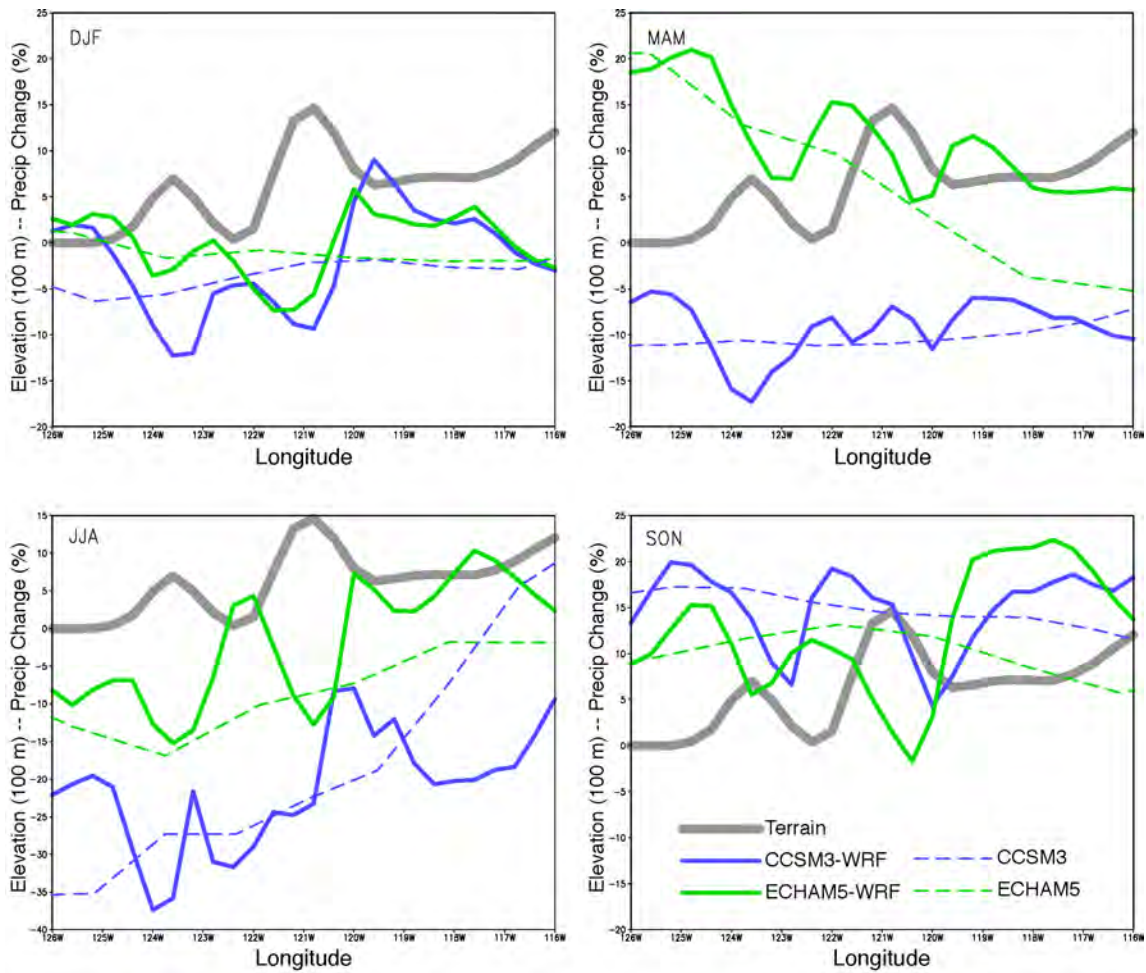 DJF
Elevation (100 m) -- Precip Change (%)
25
20
15
10
5
0
−5
−10
−15
−20
126W 125W 124W 123W 122W 121W 120W 119W 118W 117W 116W
Longitude
MAM
Elevation (100 m) -- Precip Change (%)
25
20
15
10
5
0
−5
−10
−15
−20
126W 125W 124W 123W 122W 121W 120W 119W 118W 117W 116W
Longitude
JJA
Elevation (100 m) -- Precip Change (%)
15
10
5
0
−5
−10
−15
−20
−25
−30
−35
−40
126W 125W 124W 123W 122W 121W 120W 119W 118W 117W 116W
Longitude
SON
Elevation (100 m) -- Precip Change (%)
25
20
15
10
5
0
−5
−10
−15
−20
126W 125W 124W 123W 122W 121W 120W 119W 118W 117W 116W
Longitude
Terrain
CCSM3-WRF CCSM3
ECHAM5-WRF ECHAM5